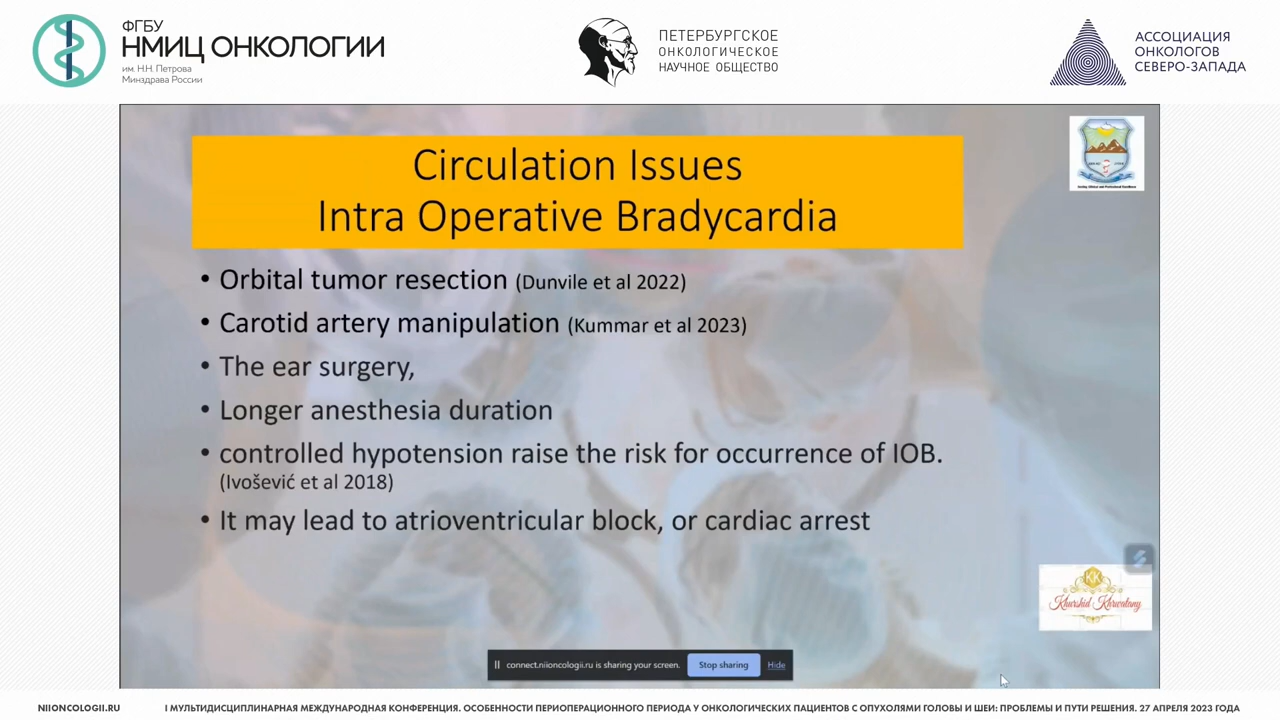 ФГБУ
НМИЦ ОНКОЛОГИИ
им. Н.Н. Петрова
Минздрава России
ПЕТЕРБУРГСКОЕ
ОНКОЛОГИЧЕСКОЕ
НАУЧНОЕ ОБЩЕСТВО
АССОЦИАЦИЯ
ОНКОЛОГОВ
СЕВЕРО-ЗАПАДА
Circulation Issues
Intra Operative Bradycardia
• Orbital tumor resection (Dunvile et al 2022)
• Carotid artery manipulation (Kummar et al 2023)
• The ear surgery,
• Longer anesthesia duration
• controlled hypotension raise the risk for occurrence of IOB.
(Ivošević et al 2018)
• It may lead to atrioventricular block, or cardiac arrest
KK
Khurshid Khrwatany
connect.niioncologii.ru is sharing your screen. Stop sharing Hide
NIIONCOLOGII.RU
I МУЛЬТИДИСЦИПЛИНАРНАЯ МЕЖДУНАРОДНАЯ КОНФЕРЕНЦИЯ. ОСОБЕННОСТИ ПЕРИОПЕРАЦИОННОГО ПЕРИОДА У ОНКОЛОГИЧЕСКИХ ПАЦИЕНТОВ С ОПУХОЛЯМИ ГОЛОВЫ И ШЕИ: ПРОБЛЕМЫ И ПУТИ РЕШЕНИЯ. 27 АПРЕЛЯ 2023 ГОДА